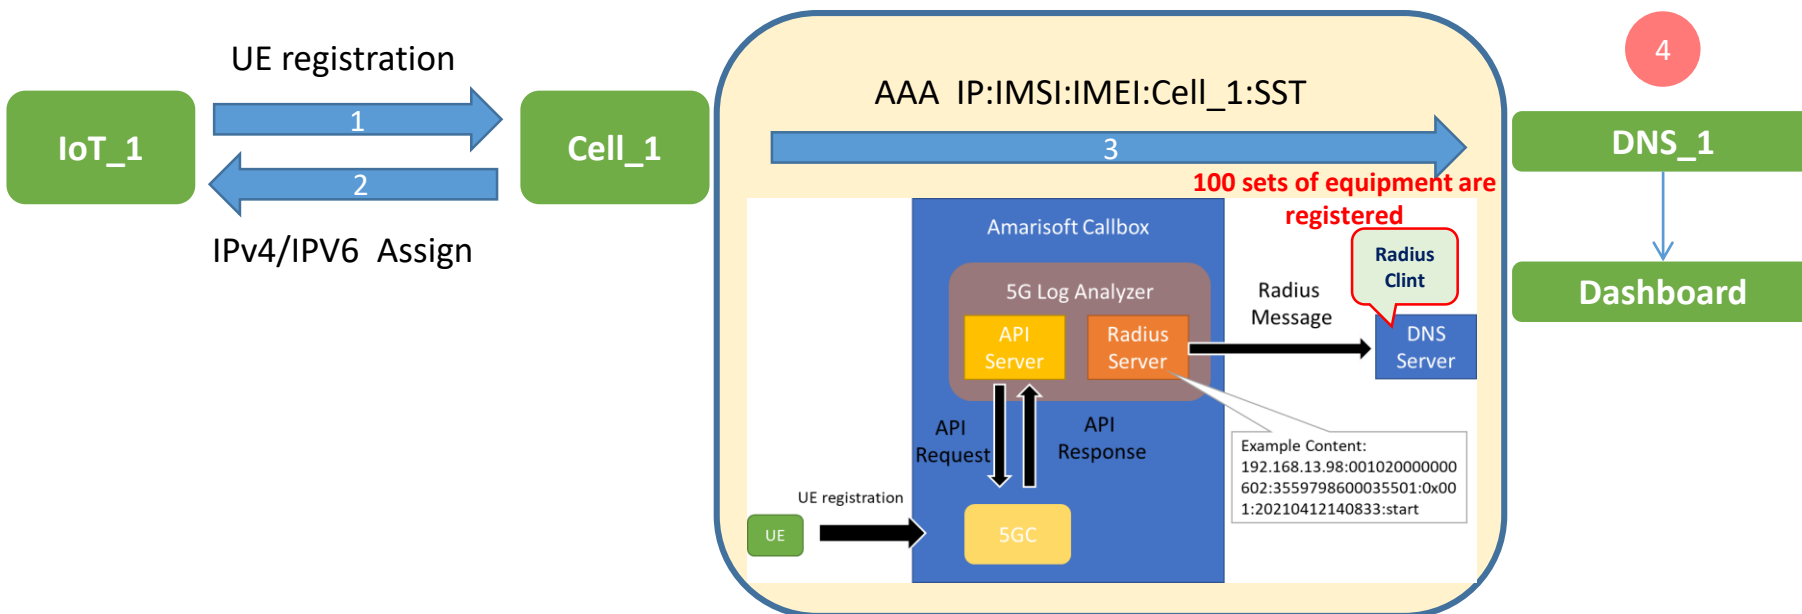 UE registration
4
AAA IP:IMSI:IMEI:Cell_1:SST
1
IoT_1
Cell_1
3
DNS_1
2
100 sets of equipment are
registered
IPv4/IPV6 Assign
Amarisoft Callbox
Radius
Clint
5G Log Analyzer
Radius
Message
Dashboard
API
Server
Radius
Server
DNS
Server
API
Request
API
Response
Example Content:
192.168.13.98:001020000000
602:3559798600035501:0x00
1:20210412140833:start
UE registration
UE
5GC